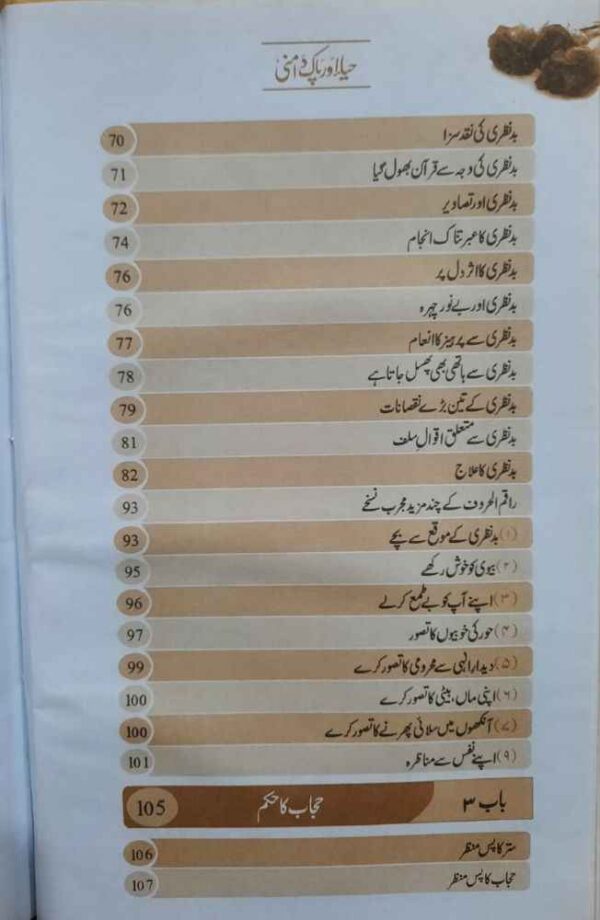 حیا اور پاک دامنی
بدنظری کی نقد سزا 70
بدنظری کی وجہ سے قرآن بھول گیا 71
بدنظری اور تصاویر 72
بدنظری کا عبرتناک انجام 74
بدنظری کا اثر دل پر 76
بدنظری اور بے نور چہرہ 76
بدنظری سے پرہیز کا انعام 77
بدنظری سے ہاتھی بھی پھسل جاتا ہے 78
بدنظری کے تین بڑے نقصانات 79
بدنظری سے متعلق اقوال سلف 81
بدنظری کا علاج 82
راقم الحروف کے چند مزید مجرب نسخے 93
(۱) بدنظری کے موقع سے بچے 93
(۲) بیوی کو خوش رکھے 95
(۳) اپنے آپ کو بے طمع کرلے 96
(۴) حور کی خوبیوں کا تصور 97
(۵) دیدار الٰہی سے محرومی کا تصور کرے 99
(۶) اپنی ماں، بیٹی کا تصور کرے 100
(۷) آنکھوں میں سلائی پھرنے کا تصور کرے 100
(۹) اپنے نفس سے مناظرہ 101
باب ۳ حجاب کا حکم 105
ستر کا پس منظر 106
حجاب کا پس منظر 107